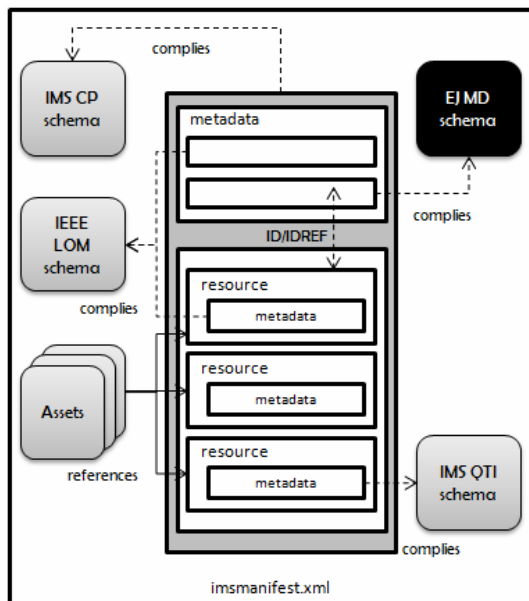 complies
IMS CP
schema
EJ MD
schema
metadata
complies
ID/IDREF
IEEE
LOM
schema
complies
resource
metadata
resource
metadata
Assets
references
resource
metadata
IMS QTI
schema
complies
imsmanifest.xml